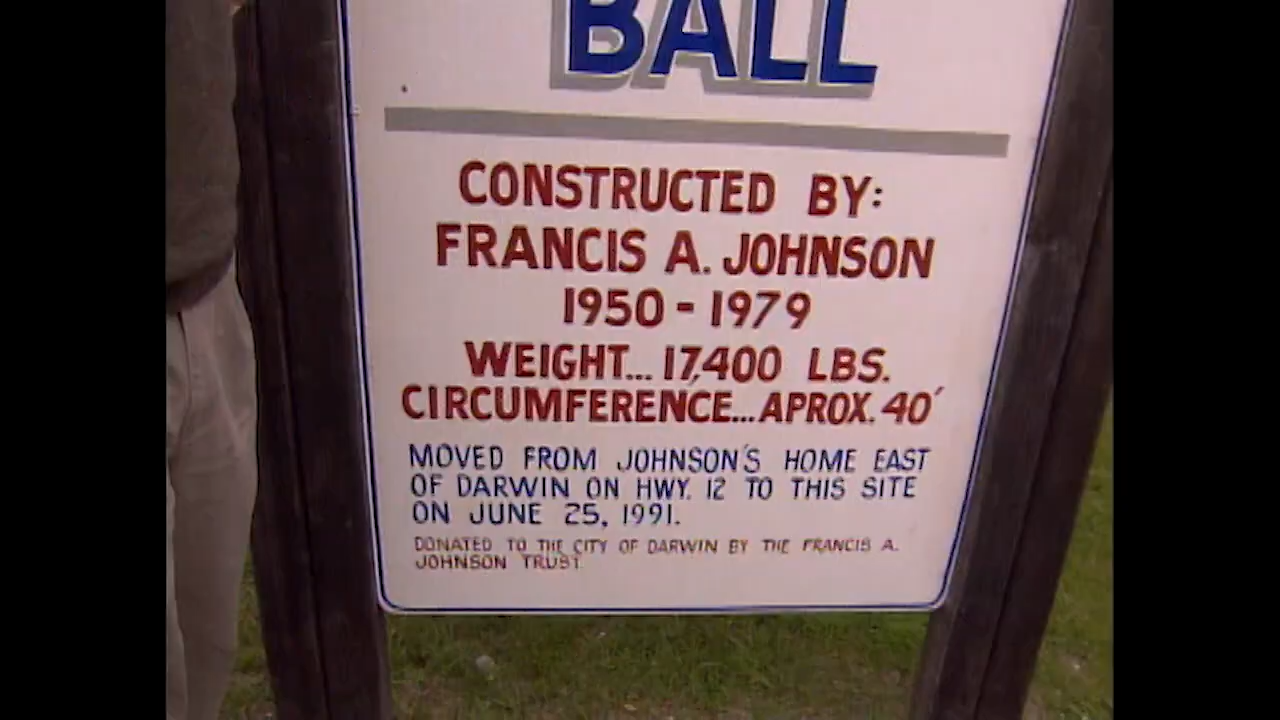 BALL
CONSTRUCTED BY:
FRANCIS A. JOHNSON
1950 - 1979
WEIGHT... 17,400 LBS.
CIRCUMFERENCE... APROX. 40'
MOVED FROM JOHNSON'S HOME EAST
OF DARWIN ON HWY. 12 TO THIS SITE
ON JUNE 25, 1991.
DONATED TO THE CITY OF DARWIN BY THE FRANCIS A.
JOHNSON TRUST